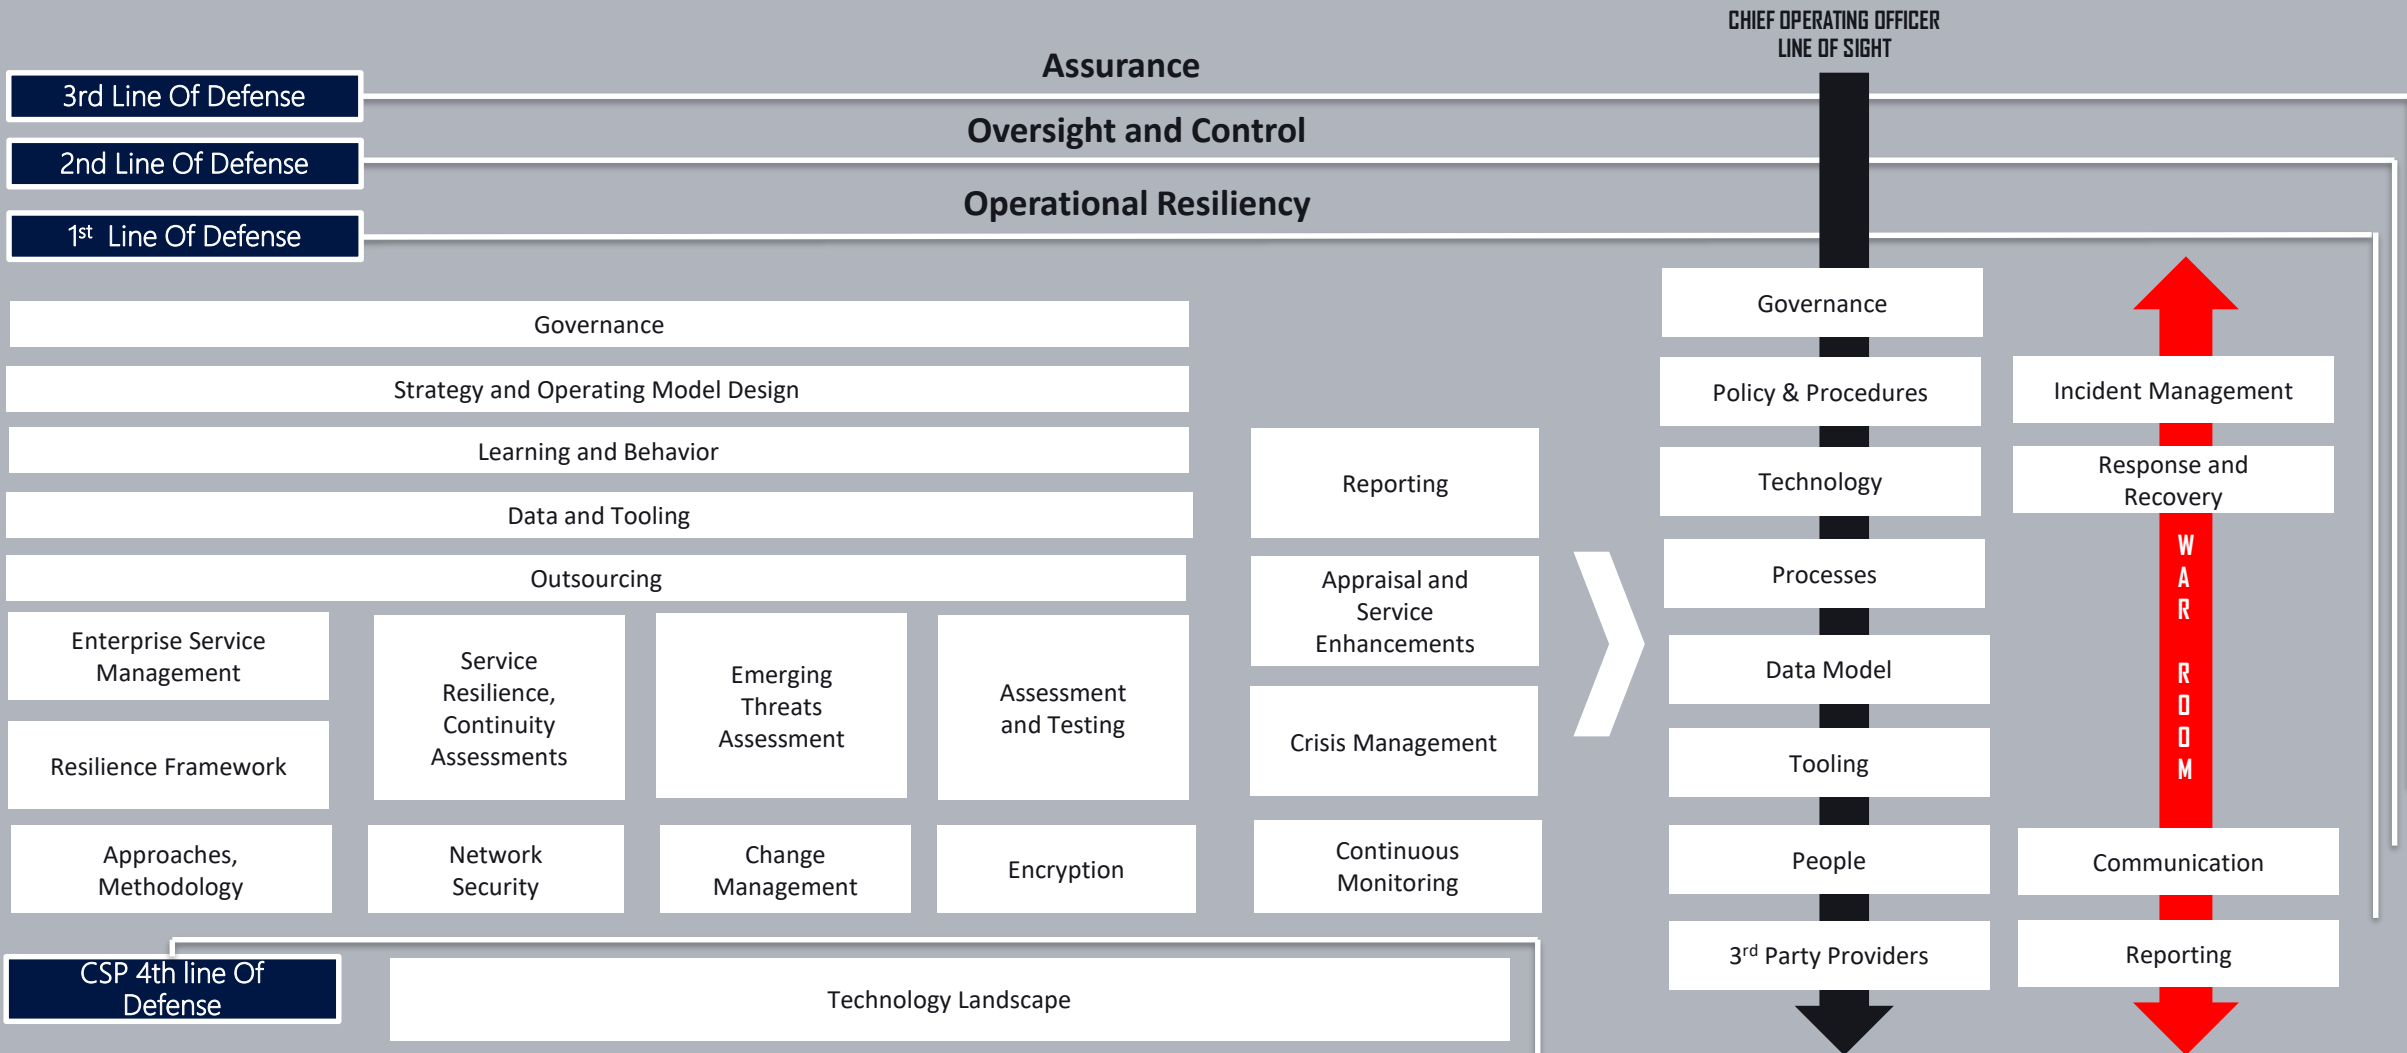 CHIEF OPERATING OFFICER
LINE OF SIGHT
Assurance
3rd Line Of Defense
Oversight and Control
2nd Line Of Defense
Operational Resiliency
1st Line Of Defense
Governance
Strategy and Operating Model Design
Learning and Behavior
Data and Tooling
Outsourcing
Enterprise Service
Management
Resilience Framework
Approaches,
Methodology
Service
Resilience,
Continuity
Assessments
Network
Security
Emerging
Threats
Assessment
Change
Management
Assessment
and Testing
Encryption
Reporting
Appraisal and
Service
Enhancements
Crisis Management
Continuous
Monitoring
Governance
Policy & Procedures
Technology
Processes
Data Model
Tooling
People
3rd Party Providers
Incident Management
Response and
Recovery
WAR ROOM
Communication
Reporting
CSP 4th line Of
Defense
Technology Landscape